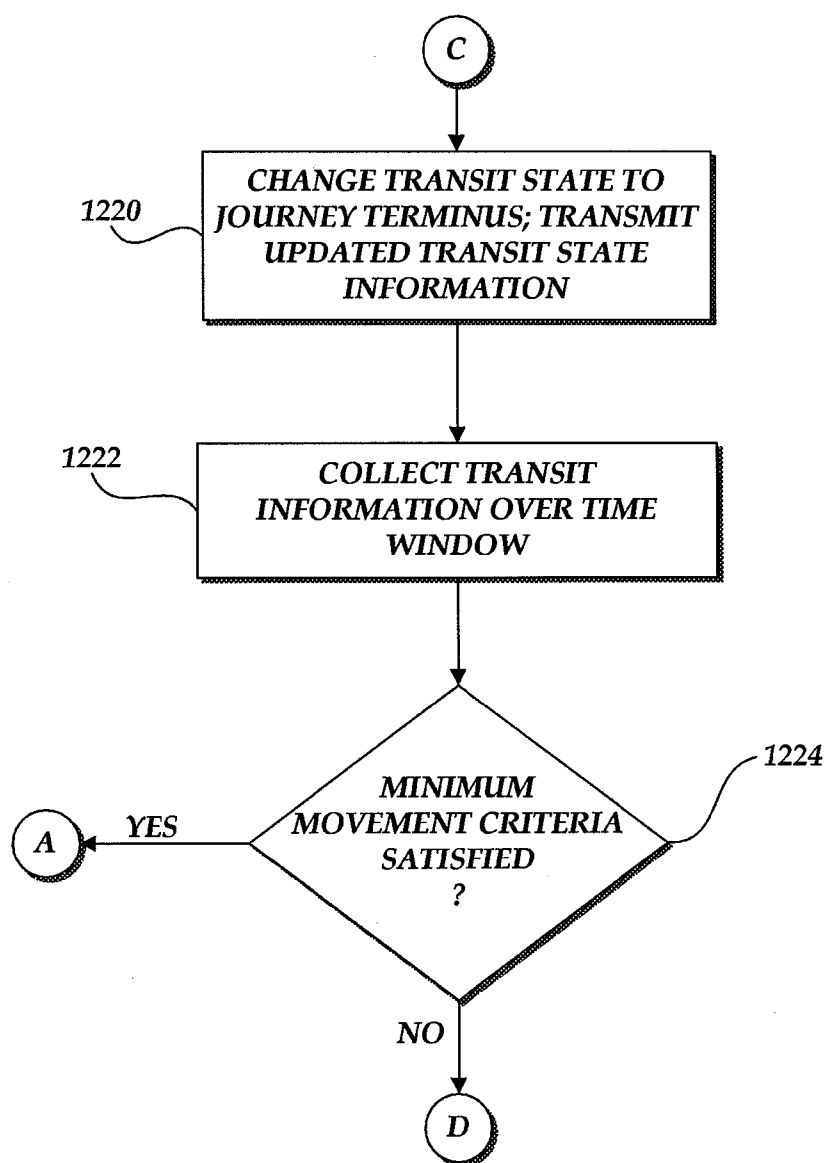 C
1220
CHANGE TRANSIT STATE TO
JOURNEY TERMINUS; TRANSMIT
UPDATED TRANSIT STATE
INFORMATION
1222
COLLECT TRANSIT
INFORMATION OVER TIME
WINDOW
1224
MINIMUM
MOVEMENT CRITERIA
SATISFIED
?
YES
A
NO
D